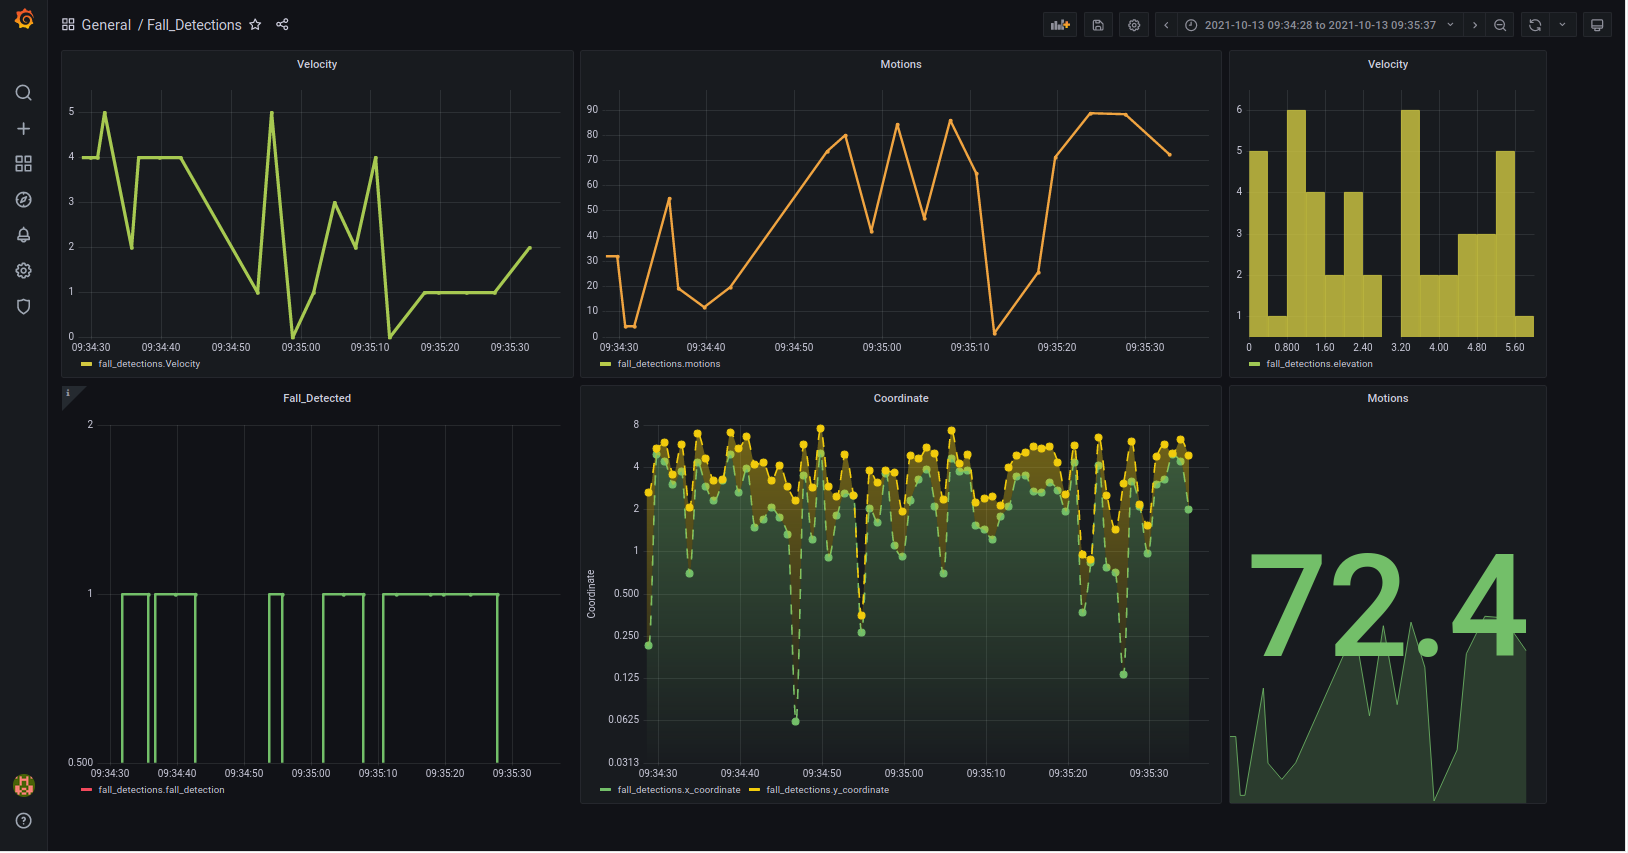 General / Fall_Detections
2021-10-13 09:34:28 to 2021-10-13 09:35:37
Velocity
5
4
3
2
1
0
09:34:30 09:34:40 09:34:50 09:35:00 09:35:10 09:35:20 09:35:30
fall_detections.Velocity
Motions
90
80
70
60
50
40
30
20
10
0
09:34:30 09:34:40 09:34:50 09:35:00 09:35:10 09:35:20 09:35:30
fall_detections.motions
Velocity
6
5
4
3
2
1
0 0.800 1.60 2.40 3.20 4.00 4.80 5.60
fall_detections.elevation
i
Fall_Detected
2
1
0.500
09:34:30 09:34:40 09:34:50 09:35:00 09:35:10 09:35:20 09:35:30
fall_detections.fall_detection
Coordinate
Coordinate
8
4
2
1
0.500
0.250
0.125
0.0625
0.0313
09:34:30 09:34:40 09:34:50 09:35:00 09:35:10 09:35:20 09:35:30
fall_detections.x_coordinate fall_detections.y_coordinate
Motions
72.4